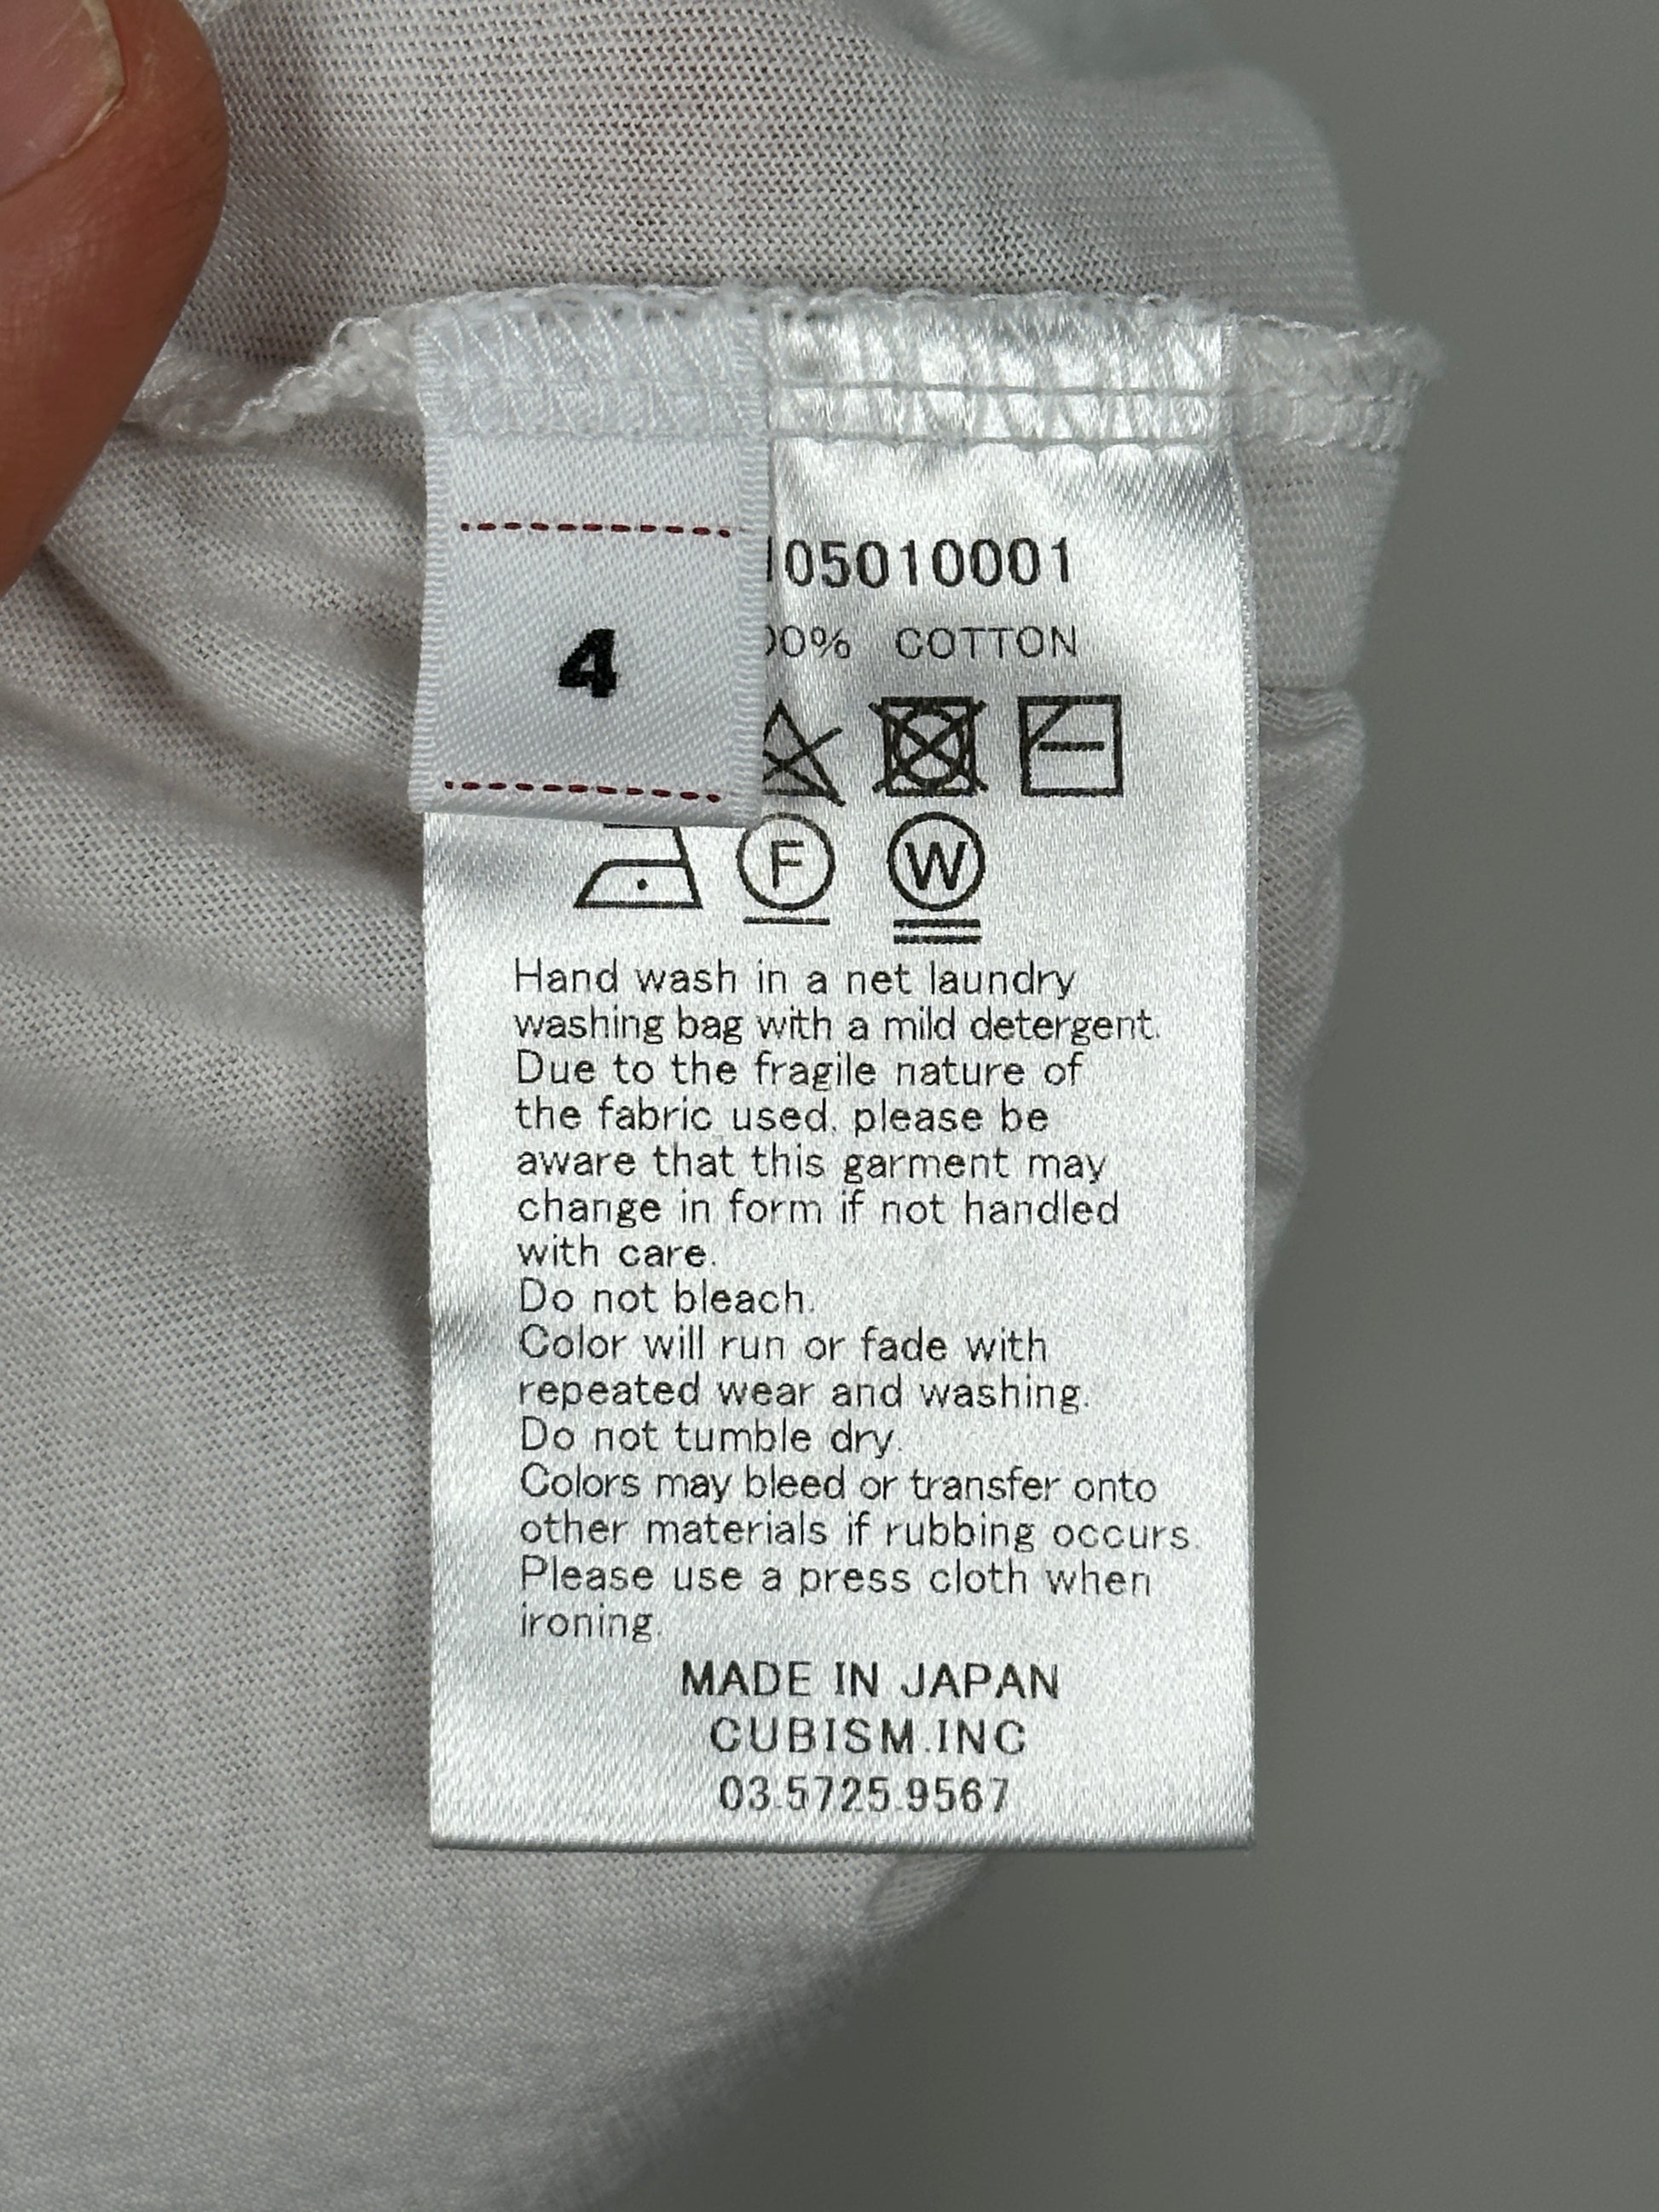 4
105010001
00% COTTON
F W
Hand wash in a net laundry
washing bag with a mild detergent.
Due to the fragile nature of
the fabric used, please be
aware that this garment may
change in form if not handled
with care.
Do not bleach.
Color will run or fade with
repeated wear and washing.
Do not tumble dry.
Colors may bleed or transfer onto
other materials if rubbing occurs.
Please use a press cloth when
ironing.
MADE IN JAPAN
CUBISM.INC
03.5725.9567